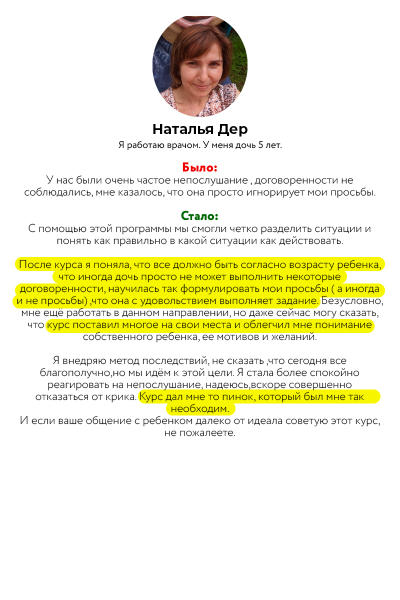 Наталья Дер
Я работаю врачом. У меня дочь 5 лет.
Было:
У нас были очень частое непослушание , договоренности не
соблюдались, мне казалось, что она просто игнорирует мои просьбы.
Стало:
С помощью этой программы мы смогли четко разделить ситуации и
понять как правильно в какой ситуации как действовать.
После курса я поняла, что все должно быть согласно возрасту ребенка,
что иногда дочь просто не может выполнить некоторые
договоренности, научилась так формулировать мои просьбы ( а иногда
и не просьбы) ,что она с удовольствием выполняет задание. Безусловно,
мне ещё работать в данном направлении, но даже сейчас могу сказать,
что курс поставил многое на свои места и облегчил мне понимание
собственного ребенка, ее мотивов и желаний.
Я внедряю метод последствий, не сказать ,что сегодня все
благополучно,но мы идём к этой цели. Я стала более спокойно
реагировать на непослушание, надеюсь,вскоре совершенно
отказаться от крика. Курс дал мне то пинок, который был мне так
необходим.
И если ваше общение с ребенком далеко от идеала советую этот курс,
не пожалеете.